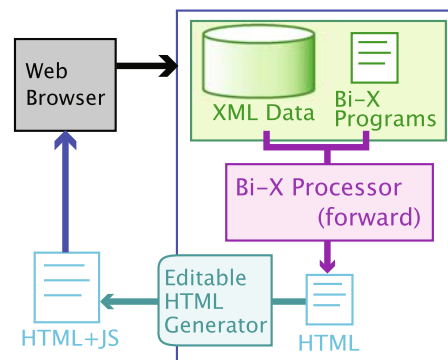 Web
Browser
XML Data
Bi-X
Programs
Bi-X Processor
(forward)
Editable
HTML
Generator
HTML+JS
HTML